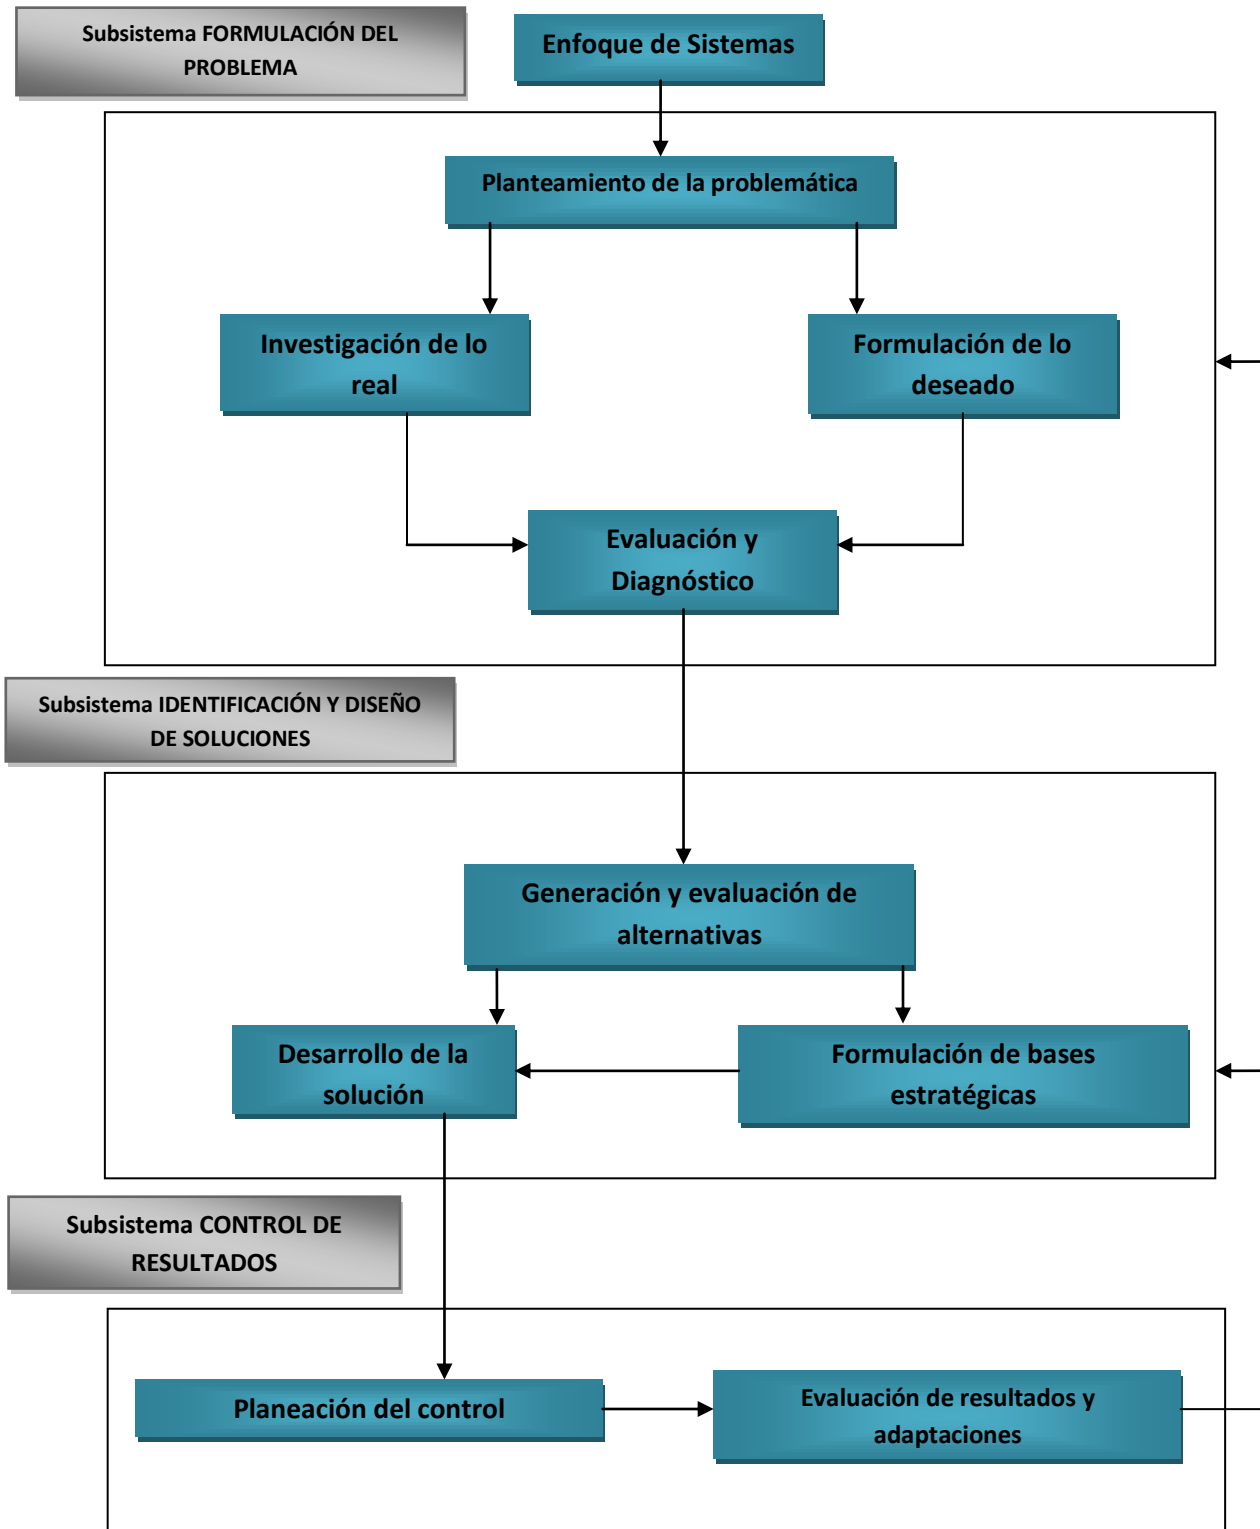 Subsistema FORMULACIÓN DEL
PROBLEMA
Enfoque de Sistemas
Planteamiento de la problemática
Investigación de lo
real
Formulación de lo
deseado
Evaluación y
Diagnóstico
Subsistema IDENTIFICACIÓN Y DISEÑO
DE SOLUCIONES
Generación y evaluación de
alternativas
Desarrollo de la
solución
Formulación de bases
estratégicas
Subsistema CONTROL DE
RESULTADOS
Planeación del control
Evaluación de resultados y
adaptaciones